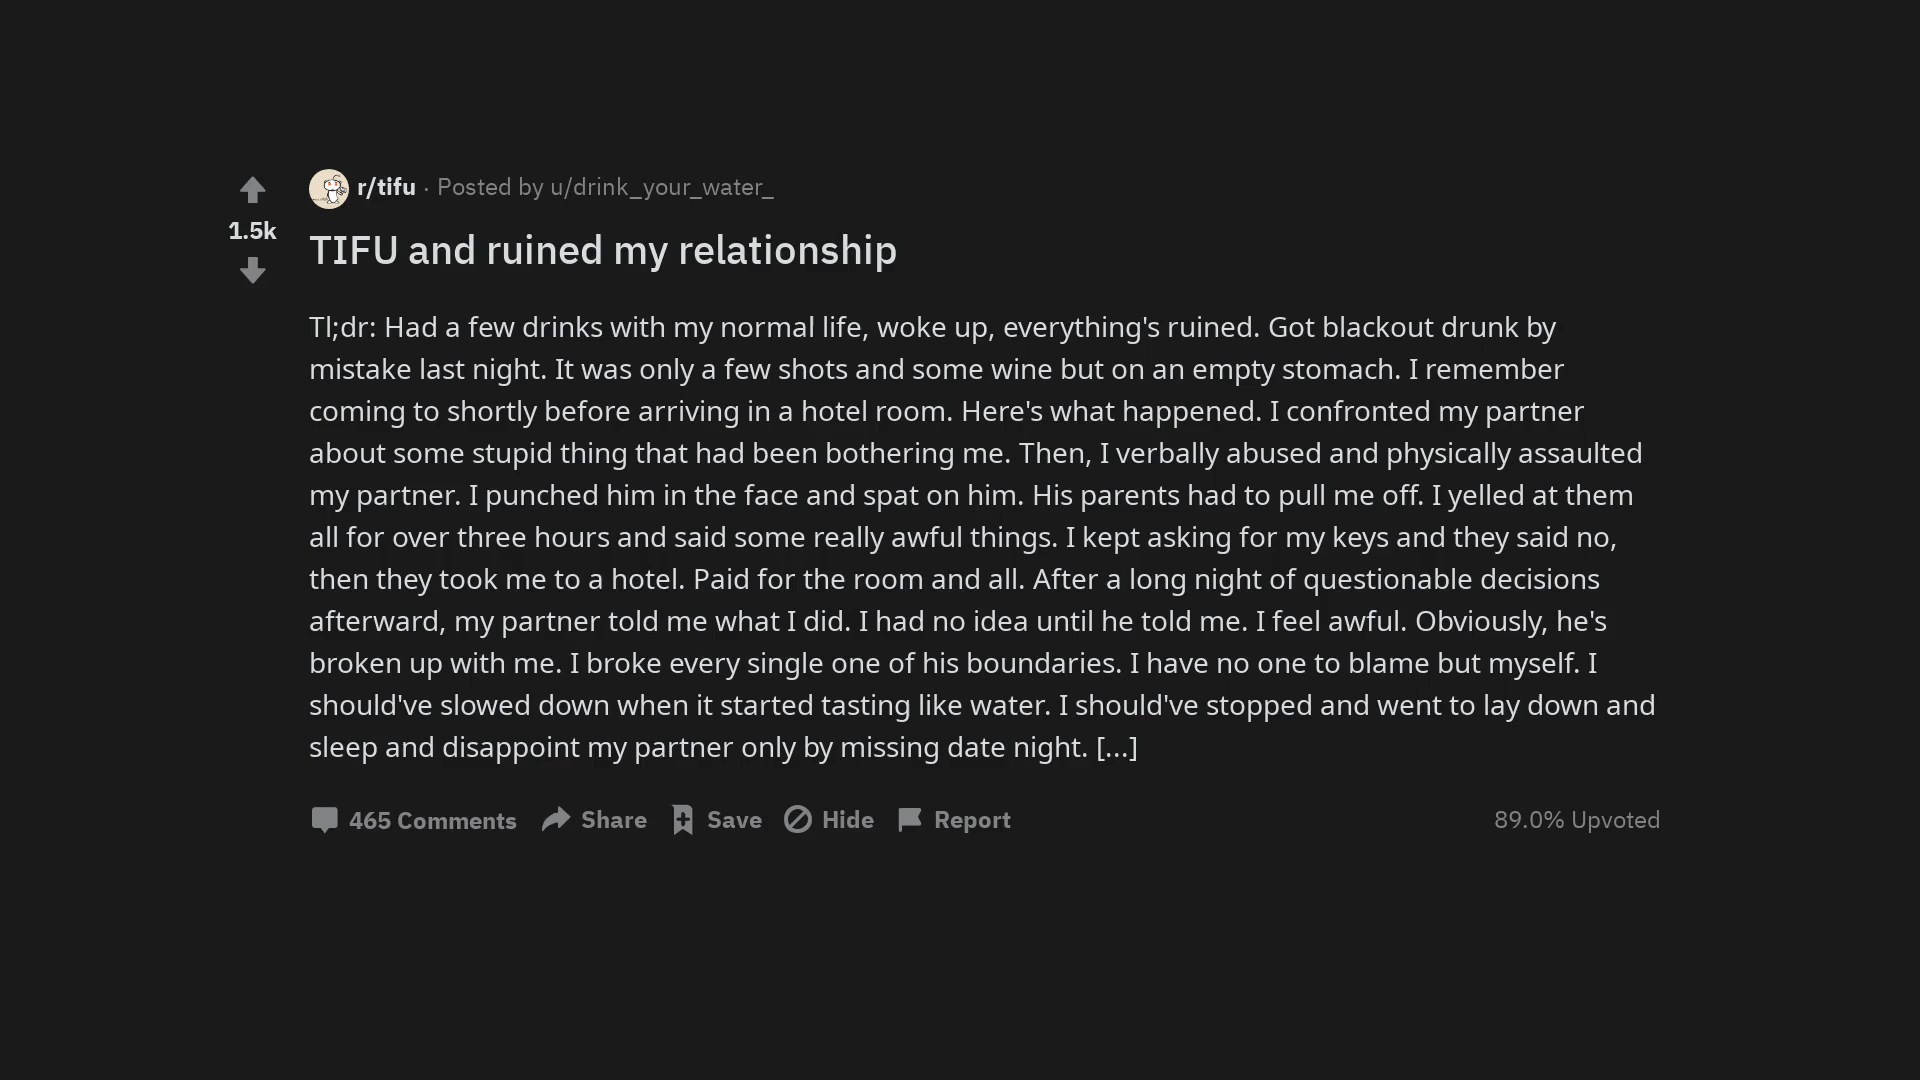 r/tifu · Posted by u/drink_your_water_
1.5k
TIFU and ruined my relationship
Tl;dr: Had a few drinks with my normal life, woke up, everything's ruined. Got blackout drunk by
mistake last night. It was only a few shots and some wine but on an empty stomach. I remember
coming to shortly before arriving in a hotel room. Here's what happened. I confronted my partner
about some stupid thing that had been bothering me. Then, I verbally abused and physically assaulted
my partner. I punched him in the face and spat on him. His parents had to pull me off. I yelled at them
all for over three hours and said some really awful things. I kept asking for my keys and they said no,
then they took me to a hotel. Paid for the room and all. After a long night of questionable decisions
afterward, my partner told me what I did. I had no idea until he told me. I feel awful. Obviously, he's
broken up with me. I broke every single one of his boundaries. I have no one to blame but myself. I
should've slowed down when it started tasting like water. I should've stopped and went to lay down and
sleep and disappoint my partner only by missing date night. [...]
465 Comments Share Save Hide Report 89.0% Upvoted